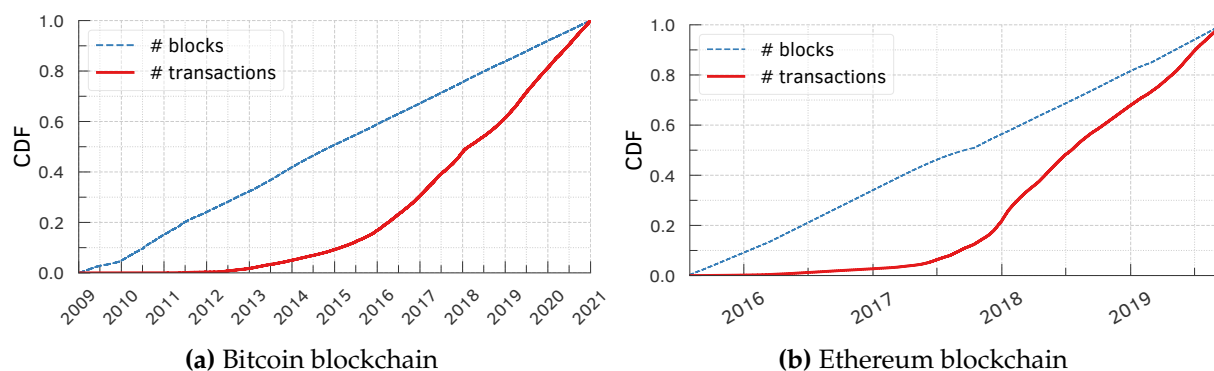 CDF
1.0
0.8
0.6
0.4
0.2
0.0
# blocks
# transactions
2009 2010 2011 2012 2013 2014 2015 2016 2017 2018 2019 2020 2021
(a) Bitcoin blockchain
CDF
1.0
0.8
0.6
0.4
0.2
0.0
# blocks
# transactions
2016 2017 2018 2019
(b) Ethereum blockchain